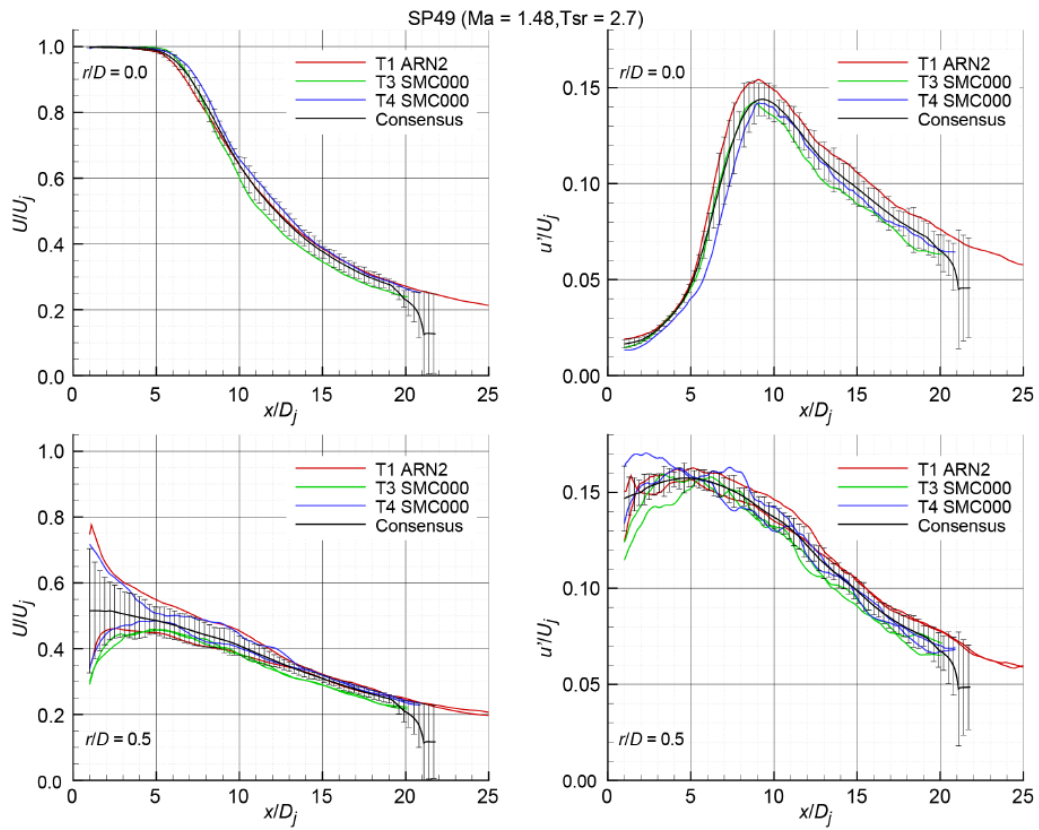 SP49 (Ma = 1.48,Tsr = 2.7)
1.0
0.8
0.6
0.4
0.2
0.0
U/Uj
r/D = 0.0
T1 ARN2
T3 SMC000
T4 SMC000
Consensus
0
5
10
15
20
25
x/Dj
0.15
0.10
0.05
0.00
u'/Uj
r/D = 0.0
T1 ARN2
T3 SMC000
T4 SMC000
Consensus
0
5
10
15
20
25
x/Dj
1.0
0.8
0.6
0.4
0.2
0.0
U/Uj
T1 ARN2
T3 SMC000
T4 SMC000
Consensus
r/D = 0.5
0
5
10
15
20
25
x/Dj
0.15
0.10
0.05
0.00
u'/Uj
T1 ARN2
T3 SMC000
T4 SMC000
Consensus
r/D = 0.5
0
5
10
15
20
25
x/Dj